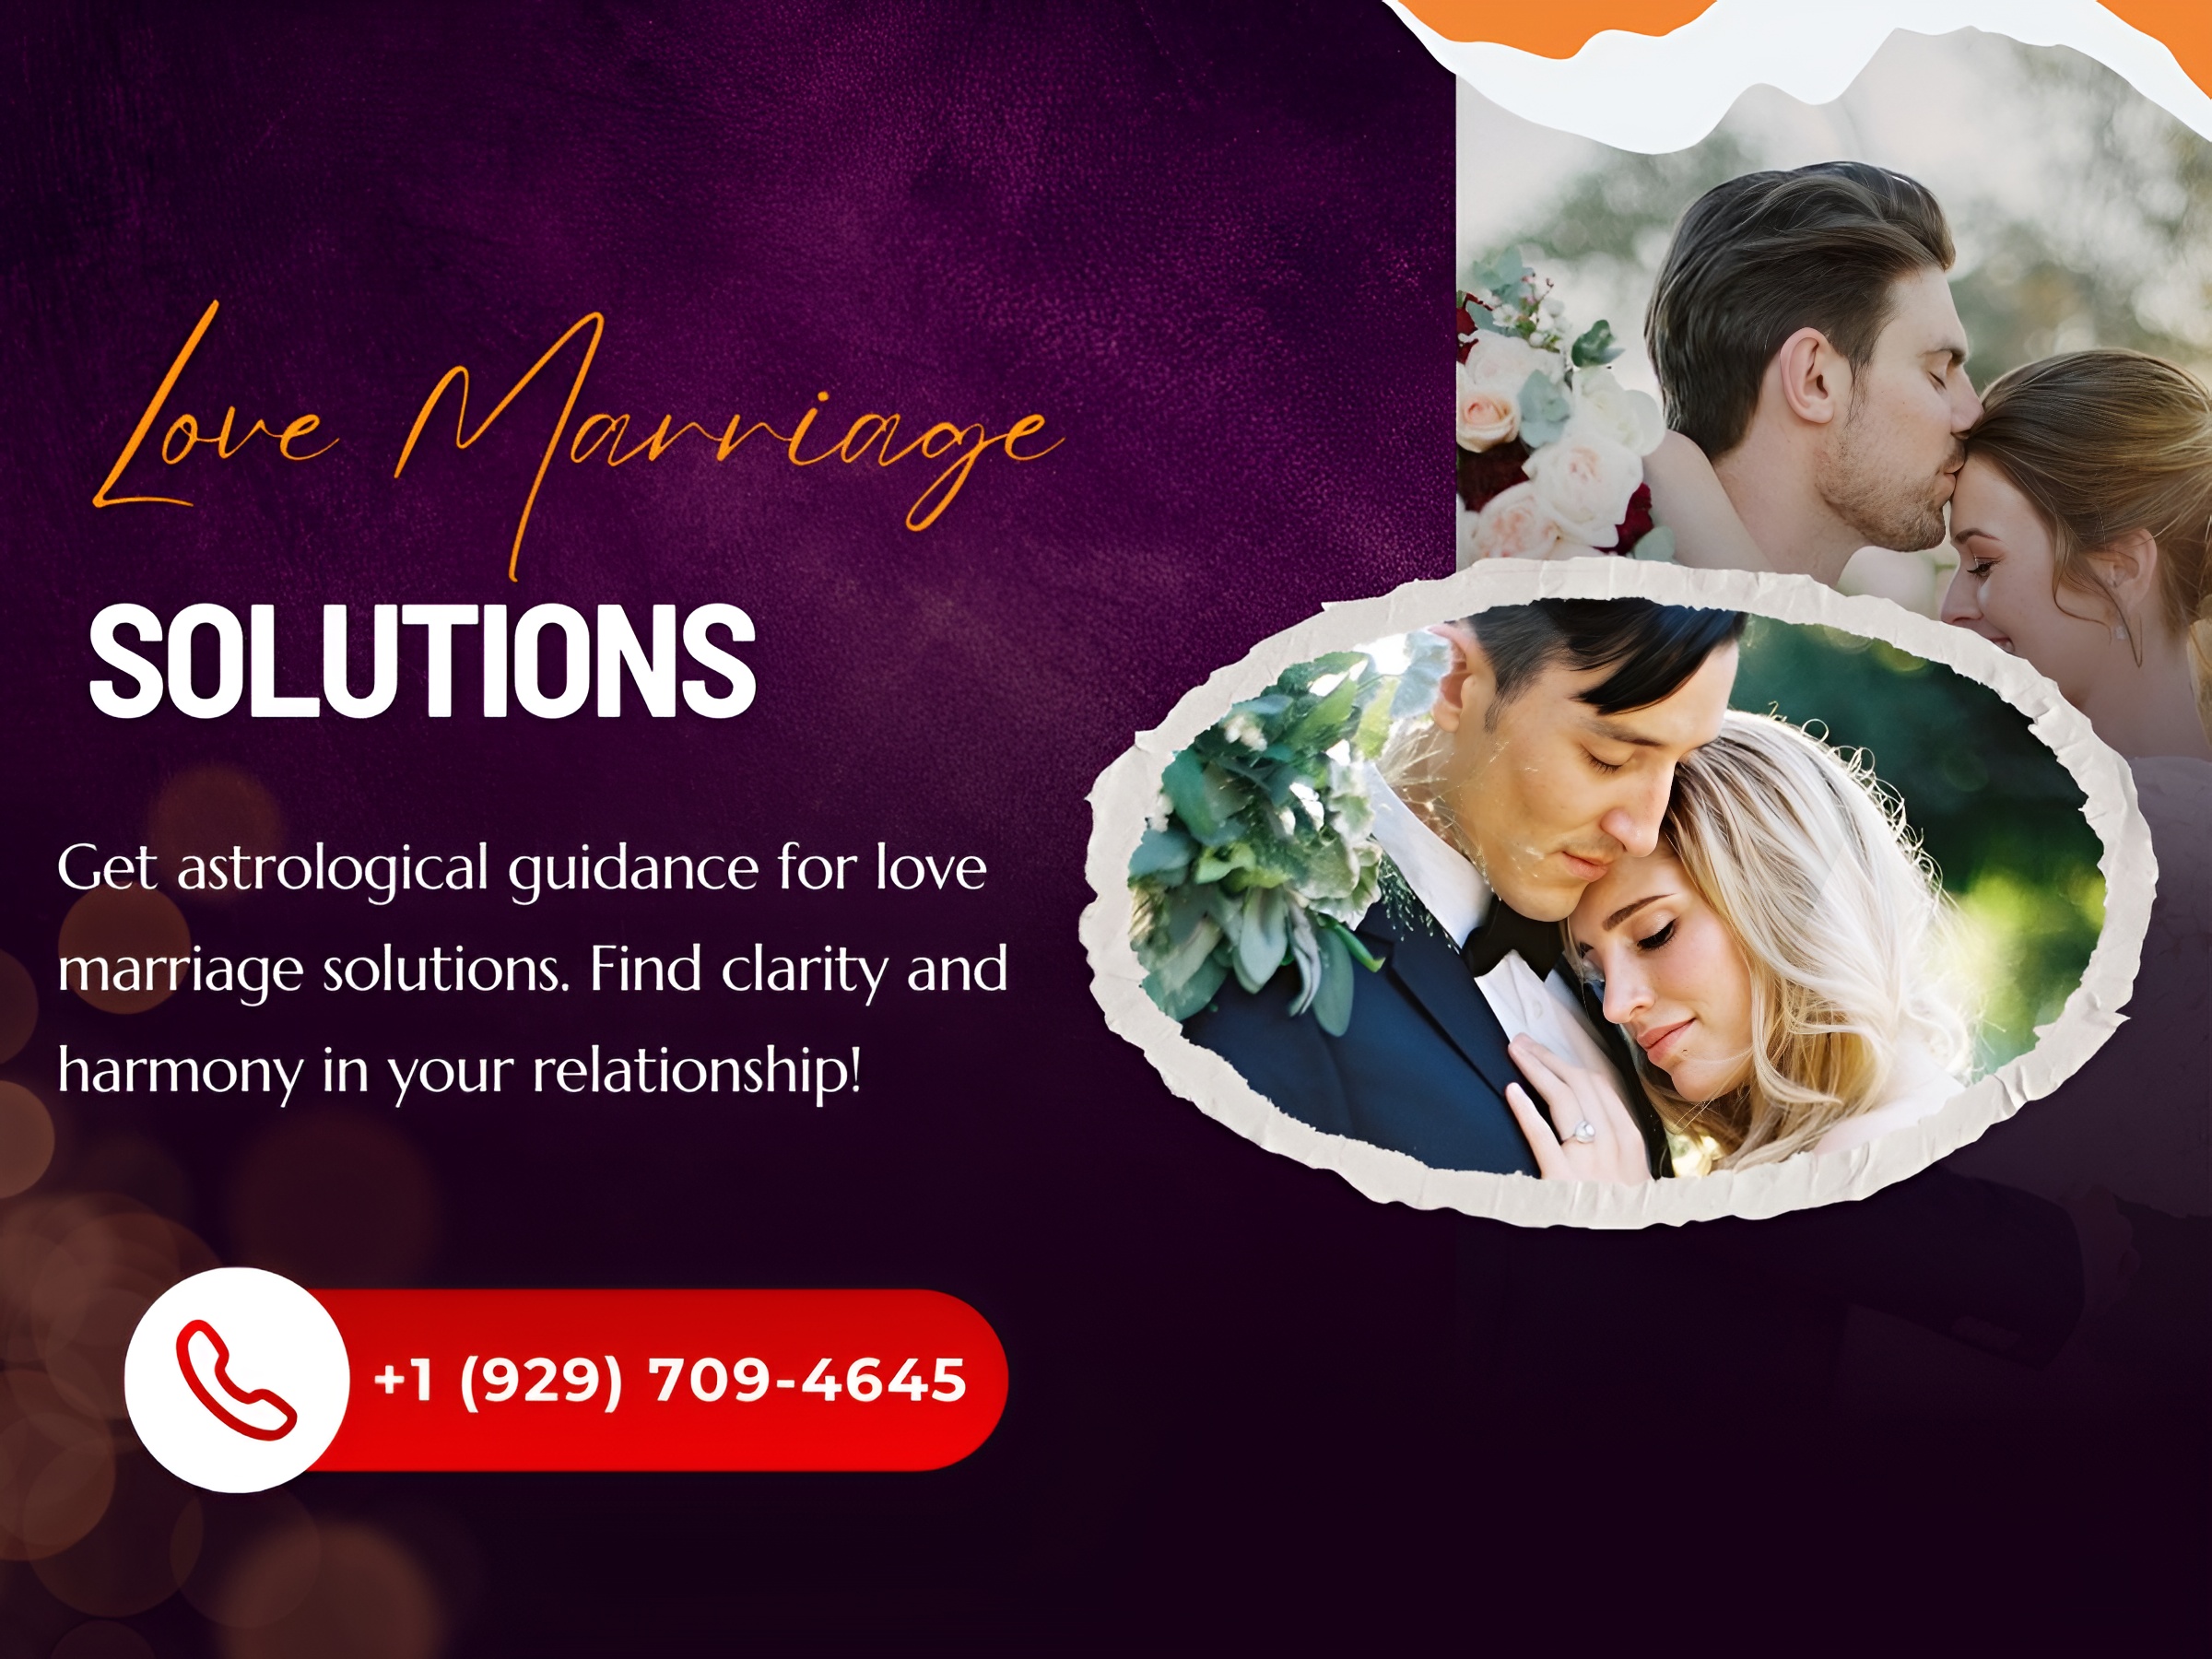 Love Marriage
SOLUTIONS
Get astrological guidance for love
marriage solutions. Find clarity and
harmony in your relationship!
+1 (929) 709-4645